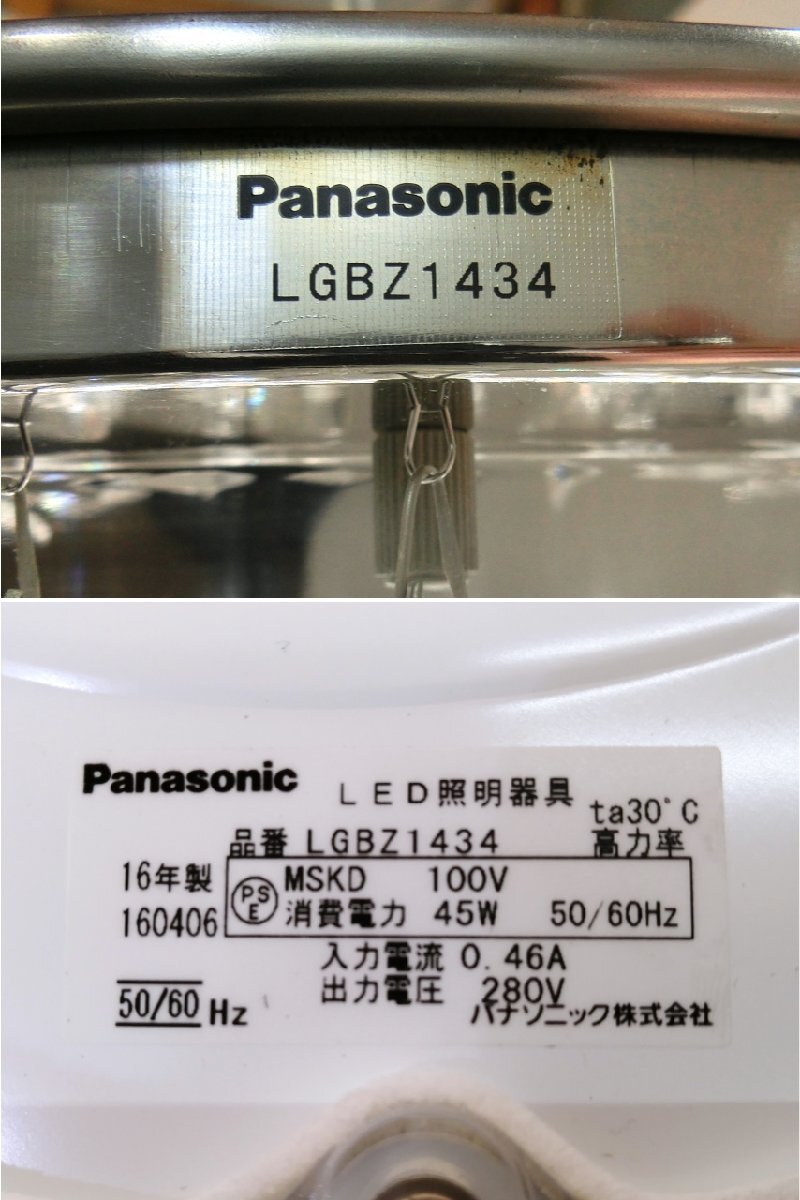 Panasonic
LGBZ1434
Panasonic LED照明器具 ta30°C
品番 LGBZ1434 高力率
16年製 MSKD 100V
160406 PSE 消費電力 45W 50/60Hz
入力電流 0.46A
50/60 Hz 出力電圧 280V
パナソニック株式会社